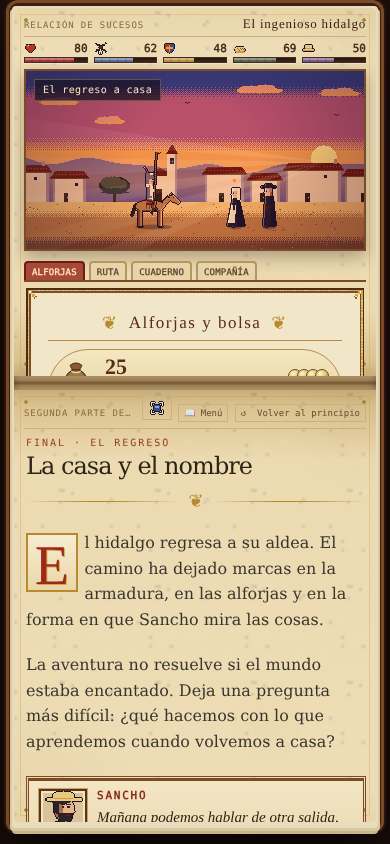 RELACIÓN DE SUCESOS
El ingenioso hidalgo
80 62 48 69 50
El regreso a casa
ALFORJAS RUTA CUADERNO COMPAÑÍA
Alforjas y bolsa
25
SEGUNDA PARTE DE… Menú Volver al principio
FINAL · EL REGRESO
La casa y el nombre
El hidalgo regresa a su aldea. El
camino ha dejado marcas en la
armadura, en las alforjas y en la
forma en que Sancho mira las cosas.
La aventura no resuelve si el mundo
estaba encantado. Deja una pregunta
más difícil: ¿qué hacemos con lo que
aprendemos cuando volvemos a casa?
SANCHO
Mañana podemos hablar de otra salida.